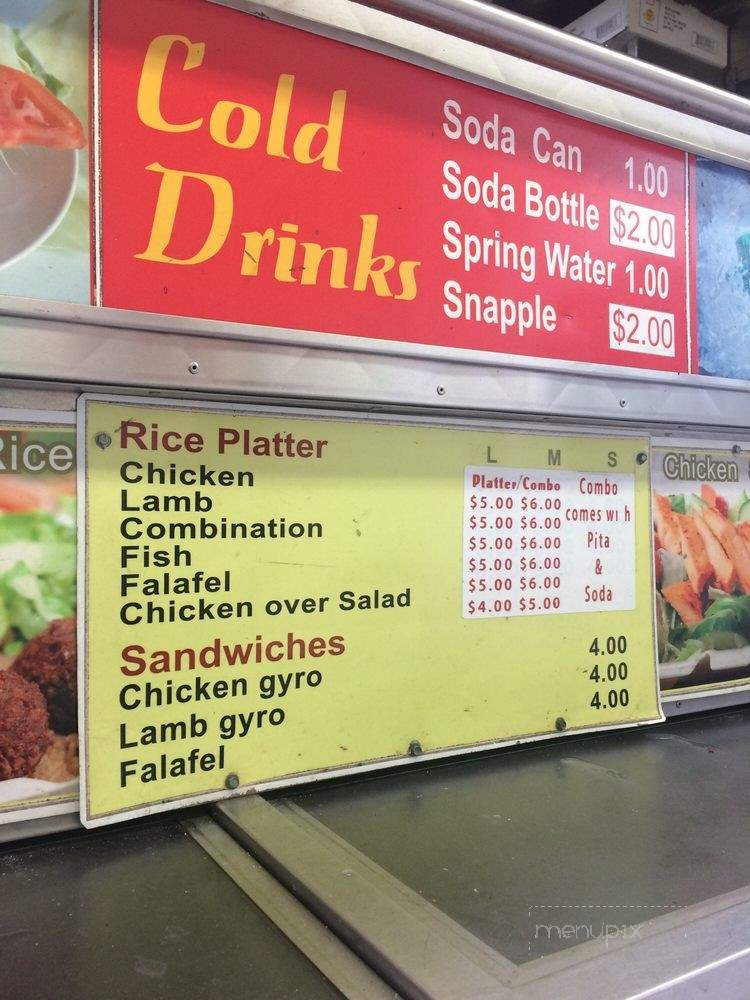 Cold
Drinks
Soda Can 1.00
Soda Bottle $2.00
Spring Water 1.00
Snapple $2.00
Rice
Rice Platter
L M S
Chicken
Lamb
Combination
Fish
Falafel
Chicken over Salad
Platter/Combo
$5.00 $6.00
$5.00 $6.00
$5.00 $6.00
$5.00 $6.00
$5.00 $6.00
$4.00 $5.00
Combo
comes wi h
Pita
&
Soda
Sandwiches
Chicken gyro 4.00
Lamb gyro 4.00
Falafel 4.00
Chicken
menupix